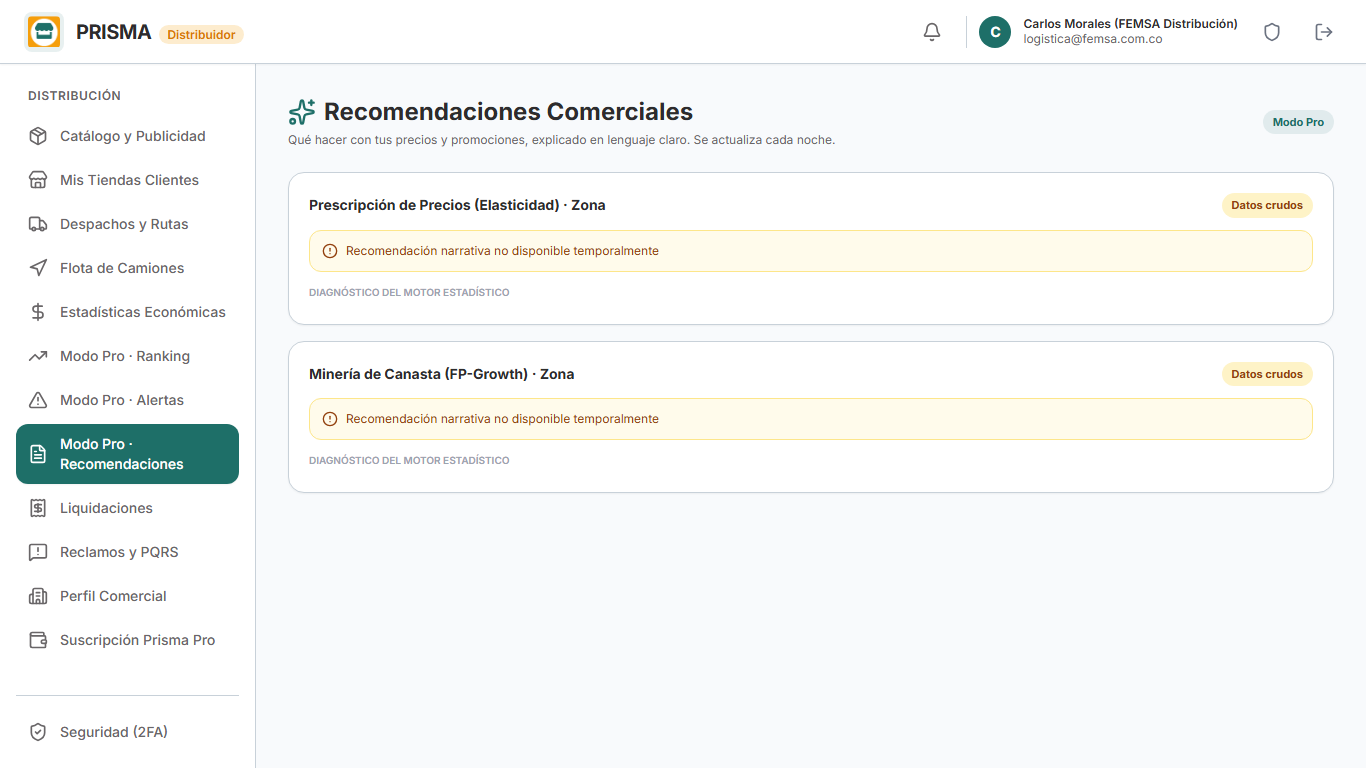 PRISMA Distribuidor
Carlos Morales (FEMSA Distribución)
logistica@femsa.com.co
C
DISTRIBUCIÓN
Catálogo y Publicidad
Mis Tiendas Clientes
Despachos y Rutas
Flota de Camiones
Estadísticas Económicas
Modo Pro · Ranking
Modo Pro · Alertas
Modo Pro ·
Recomendaciones
Liquidaciones
Reclamos y PQRS
Perfil Comercial
Suscripción Prisma Pro
Seguridad (2FA)
Recomendaciones Comerciales
Qué hacer con tus precios y promociones, explicado en lenguaje claro. Se actualiza cada noche.
Modo Pro
Prescripción de Precios (Elasticidad) · Zona
Datos crudos
Recomendación narrativa no disponible temporalmente
DIAGNÓSTICO DEL MOTOR ESTADÍSTICO
Minería de Canasta (FP-Growth) · Zona
Datos crudos
Recomendación narrativa no disponible temporalmente
DIAGNÓSTICO DEL MOTOR ESTADÍSTICO